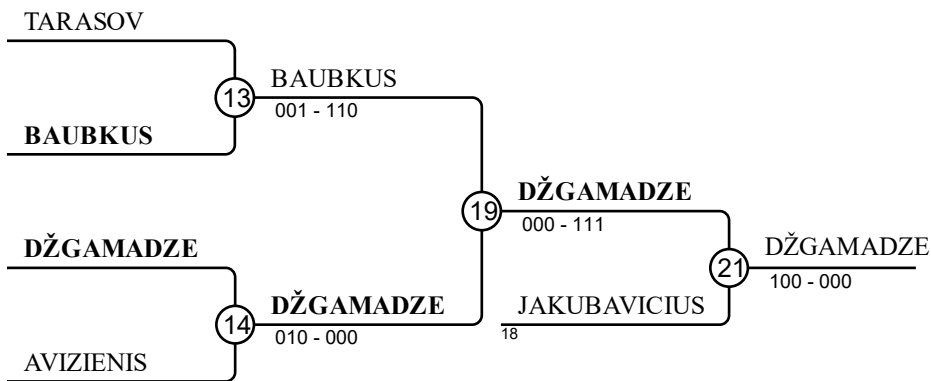 TARASOV
13
BAUBKUS
001 - 110
BAUBKUS
19
DŽGAMADZE
000 - 111
DŽGAMADZE
14
DŽGAMADZE
010 - 000
AVIZIENIS
21
DŽGAMADZE
100 - 000
JAKUBAVICIUS
18